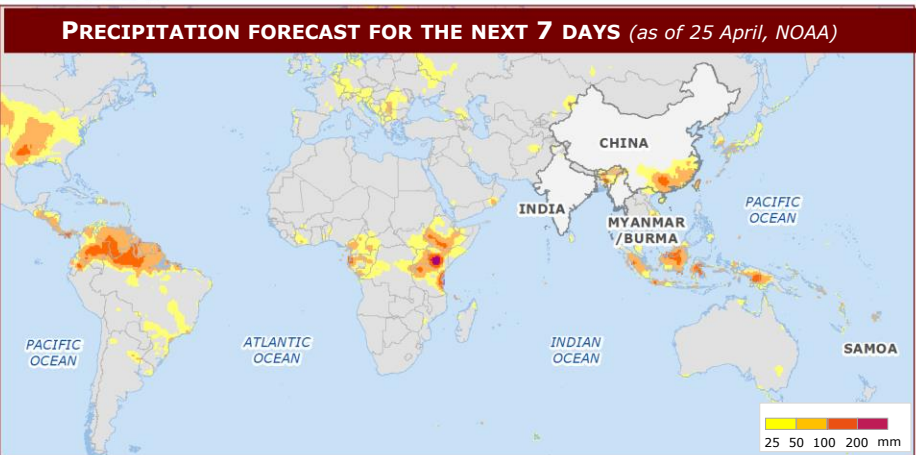 PRECIPITATION FORECAST FOR THE NEXT 7 DAYS (as of 25 April, NOAA)
CHINA
INDIA
MYANMAR
/BURMA
PACIFIC
OCEAN
PACIFIC
OCEAN
ATLANTIC
OCEAN
INDIAN
OCEAN
SAMOA
25 50 100 200 mm